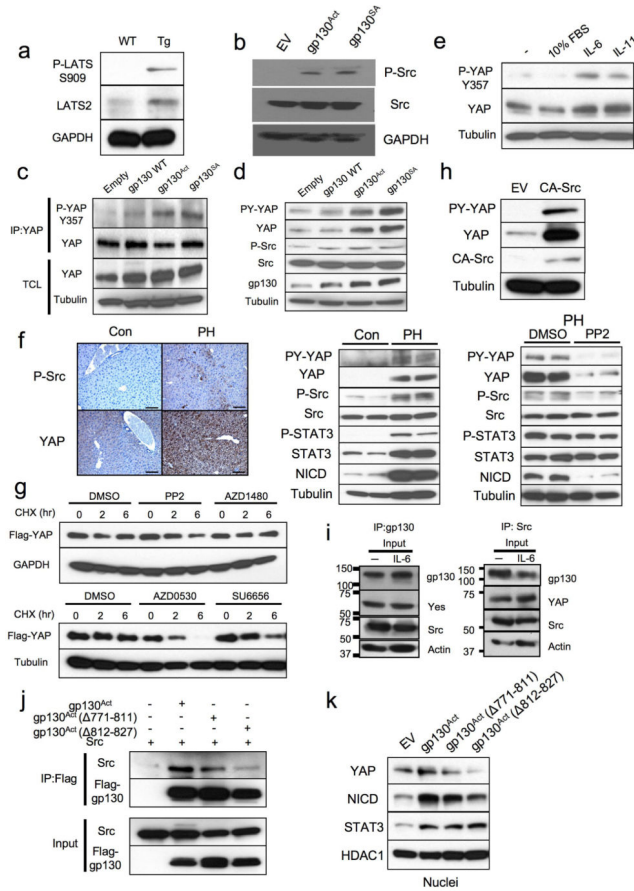 a
WT Tg
P-LATS
S909
LATS2
GAPDH
b
EV gp130Act gp130SA
P-Src
Src
GAPDH
e
- 10% FBS IL-6 IL-11
P-YAP
Y357
YAP
Tubulin
c
Empty gp130 WT gp130Act gp130SA
IP:YAP
P-YAP
Y357
YAP
TCL
YAP
Tubulin
d
Empty gp130 WT gp130Act gp130SA
PY-YAP
YAP
P-Src
Src
gp130
Tubulin
h
EV CA-Src
PY-YAP
YAP
CA-Src
Tubulin
f
Con PH
P-Src
YAP
Con PH
PY-YAP
YAP
P-Src
Src
P-STAT3
STAT3
NICD
Tubulin
PH
DMSO PP2
PY-YAP
YAP
P-Src
Src
P-STAT3
STAT3
NICD
Tubulin
g
DMSO PP2 AZD1480
CHX (hr) 0 2 6 0 2 6 0 2 6
Flag-YAP
GAPDH
DMSO AZD0530 SU6656
CHX (hr) 0 2 6 0 2 6 0 2 6
Flag-YAP
Tubulin
i
IP:gp130
Input
– IL-6
150
100
75
50
75
50
37
gp130
Yes
Src
Actin
IP: Src
Input
– IL-6
150
100
75
50
37
gp130
YAP
Src
Actin
j
gp130Act - + - -
gp130Act (Δ771-811) - - + -
gp130Act (Δ812-827) - - - +
Src + + + +
IP:Flag
Src
Flag-
gp130
Input
Src
Flag-
gp130
k
EV gp130Act gp130Act (Δ771-811) gp130Act (Δ812-827)
YAP
NICD
STAT3
HDAC1
Nuclei